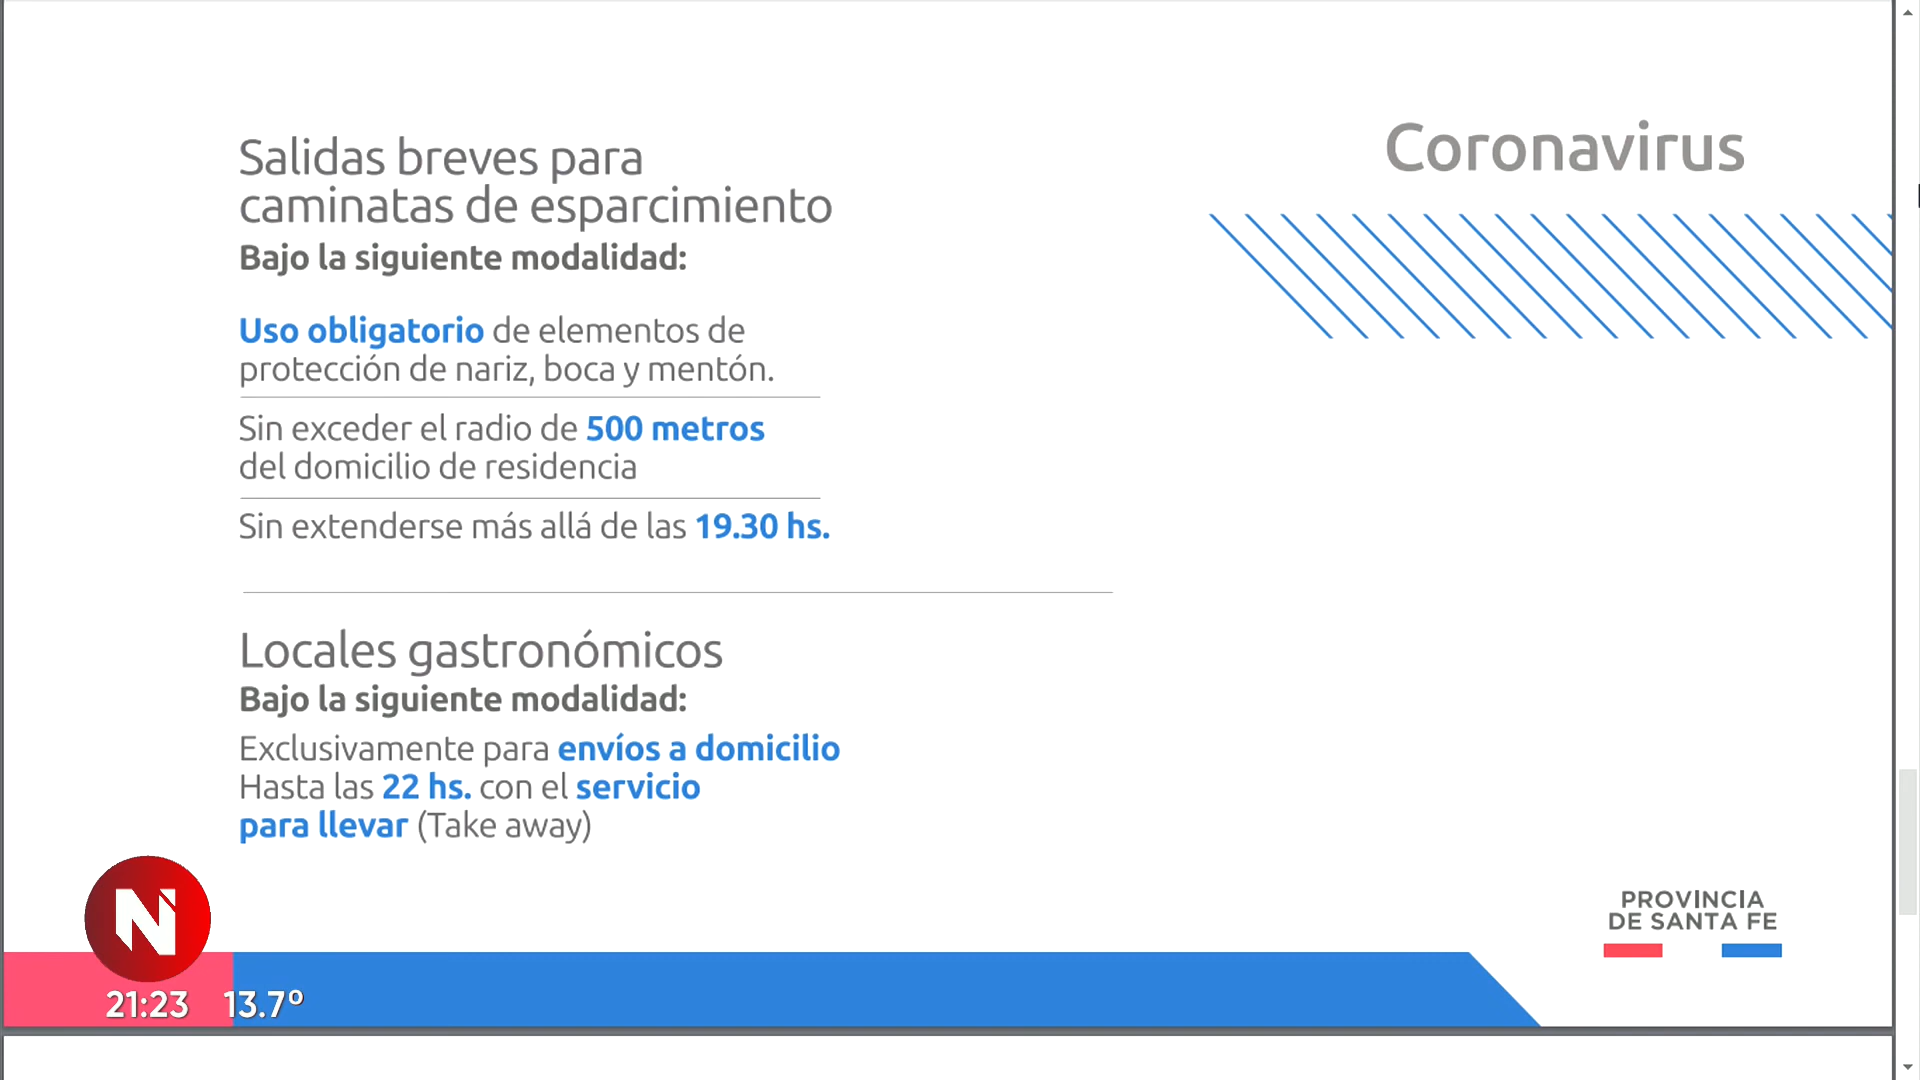 Coronavirus
Salidas breves para
caminatas de esparcimiento
Bajo la siguiente modalidad:
Uso obligatorio de elementos de
protección de nariz, boca y mentón.
Sin exceder el radio de 500 metros
del domicilio de residencia
Sin extenderse más allá de las 19.30 hs.
Locales gastronómicos
Bajo la siguiente modalidad:
Exclusivamente para envíos a domicilio
Hasta las 22 hs. con el servicio
para llevar (Take away)
PROVINCIA
DE SANTA FE
N
21:23 13.7º